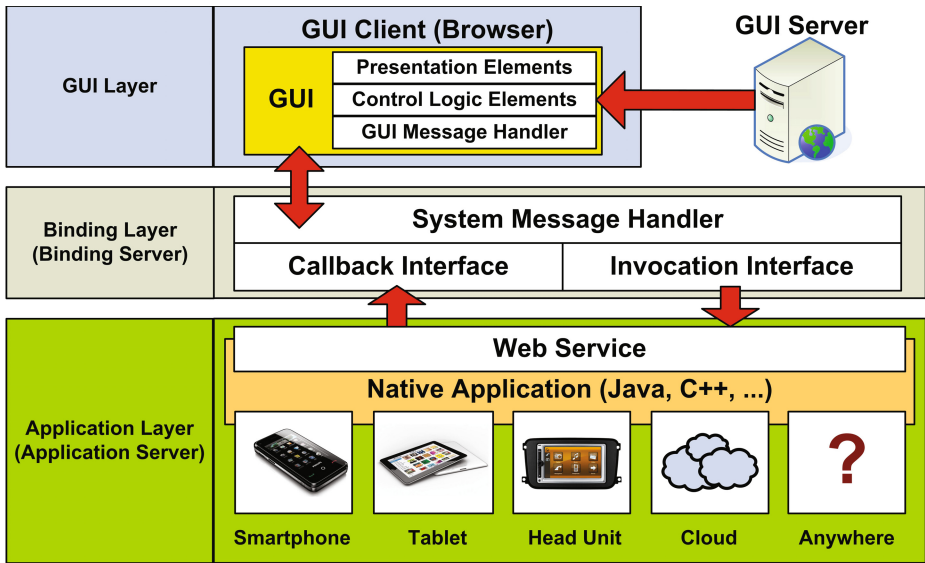 GUI Client (Browser)
GUI Server
GUI Layer
GUI
Presentation Elements
Control Logic Elements
GUI Message Handler
Binding Layer
(Binding Server)
System Message Handler
Callback Interface
Invocation Interface
Application Layer
(Application Server)
Web Service
Native Application (Java, C++, ...)
?
Smartphone
Tablet
Head Unit
Cloud
Anywhere